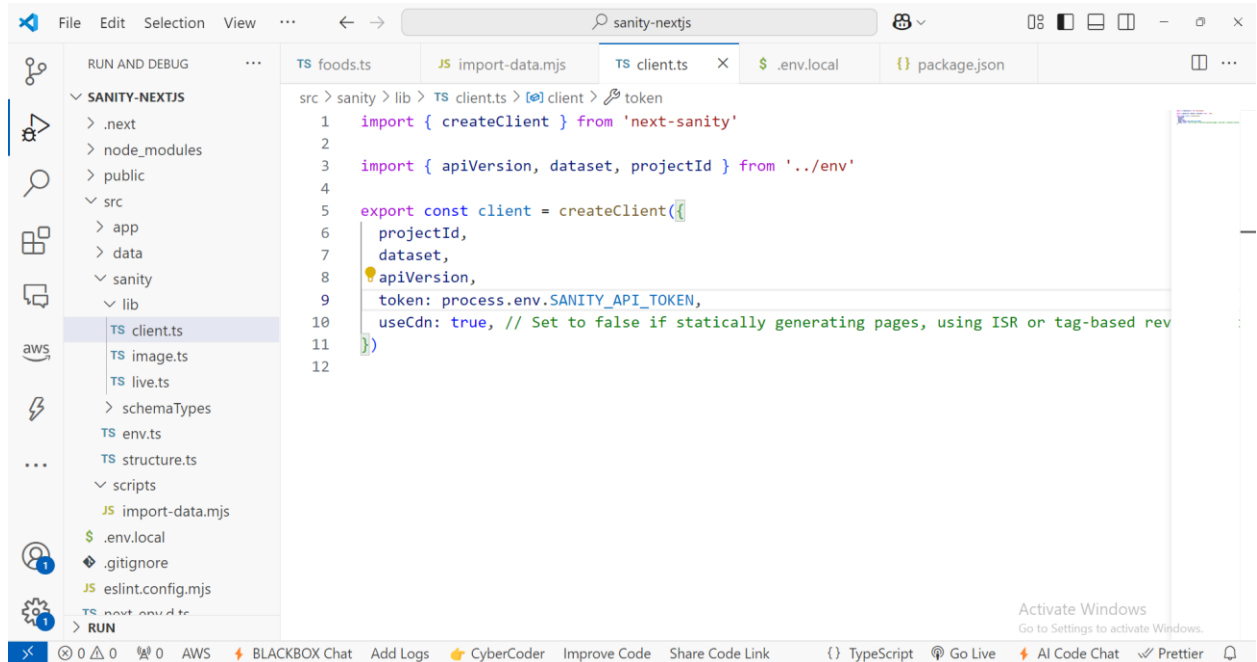 File Edit Selection View ··· sanity-nextjs
RUN AND DEBUG ···
TS foods.ts JS import-data.mjs TS client.ts $ .env.local {} package.json ···
SANITY-NEXTJS
.next
node_modules
public
src
app
data
sanity
lib
TS client.ts
TS image.ts
TS live.ts
schemaTypes
TS env.ts
TS structure.ts
scripts
JS import-data.mjs
$ .env.local
.gitignore
JS eslint.config.mjs
TS next-env.d.ts
RUN
aws
1
1
src > sanity > lib > TS client.ts > client > token
1 import { createClient } from 'next-sanity'
2
3 import { apiVersion, dataset, projectId } from '../env'
4
5 export const client = createClient({
6 projectId,
7 dataset,
8 apiVersion,
9 token: process.env.SANITY_API_TOKEN,
10 useCdn: true, // Set to false if statically generating pages, using ISR or tag-based rev
11 })
12
Activate Windows
Go to Settings to activate Windows.
0 0 0 AWS BLACKBOX Chat Add Logs CyberCoder Improve Code Share Code Link {} TypeScript Go Live AI Code Chat Prettier